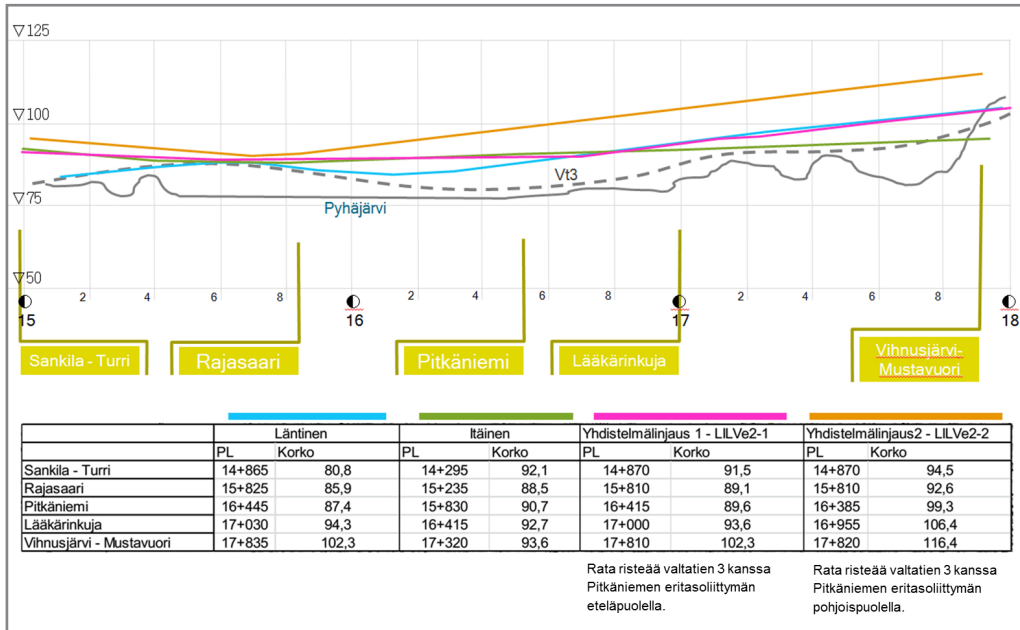 ▽125
▽100
Vt3
▽75
Pyhäjärvi
▽50
2 4 6 8 2 4 6 8 2 4 6 8
15 16 17 18
Sankila - Turri Rajasaari Pitkäniemi Lääkärinkuja Vihnusjärvi-
Mustavuori
Läntinen Itäinen Yhdistelmälinjaus 1 - LILVe2-1 Yhdistelmälinjaus2 - LILVe2-2
PL Korko PL Korko PL Korko PL Korko
Sankila - Turri 14+865 80,8 14+295 92,1 14+870 91,5 14+870 94,5
Rajasaari 15+825 85,9 15+235 88,5 15+810 89,1 15+810 92,6
Pitkäniemi 16+445 87,4 15+830 90,7 16+415 89,6 16+385 99,3
Lääkärinkuja 17+030 94,3 16+415 92,7 17+000 93,6 16+955 106,4
Vihnusjärvi - Mustavuori 17+835 102,3 17+320 93,6 17+810 102,3 17+820 116,4
Rata risteää valtatien 3 kanssa
Pitkäniemen eritasoliittymän
eteläpuolella.
Rata risteää valtatien 3 kanssa
Pitkäniemen eritasoliittymän
pohjoispuolella.